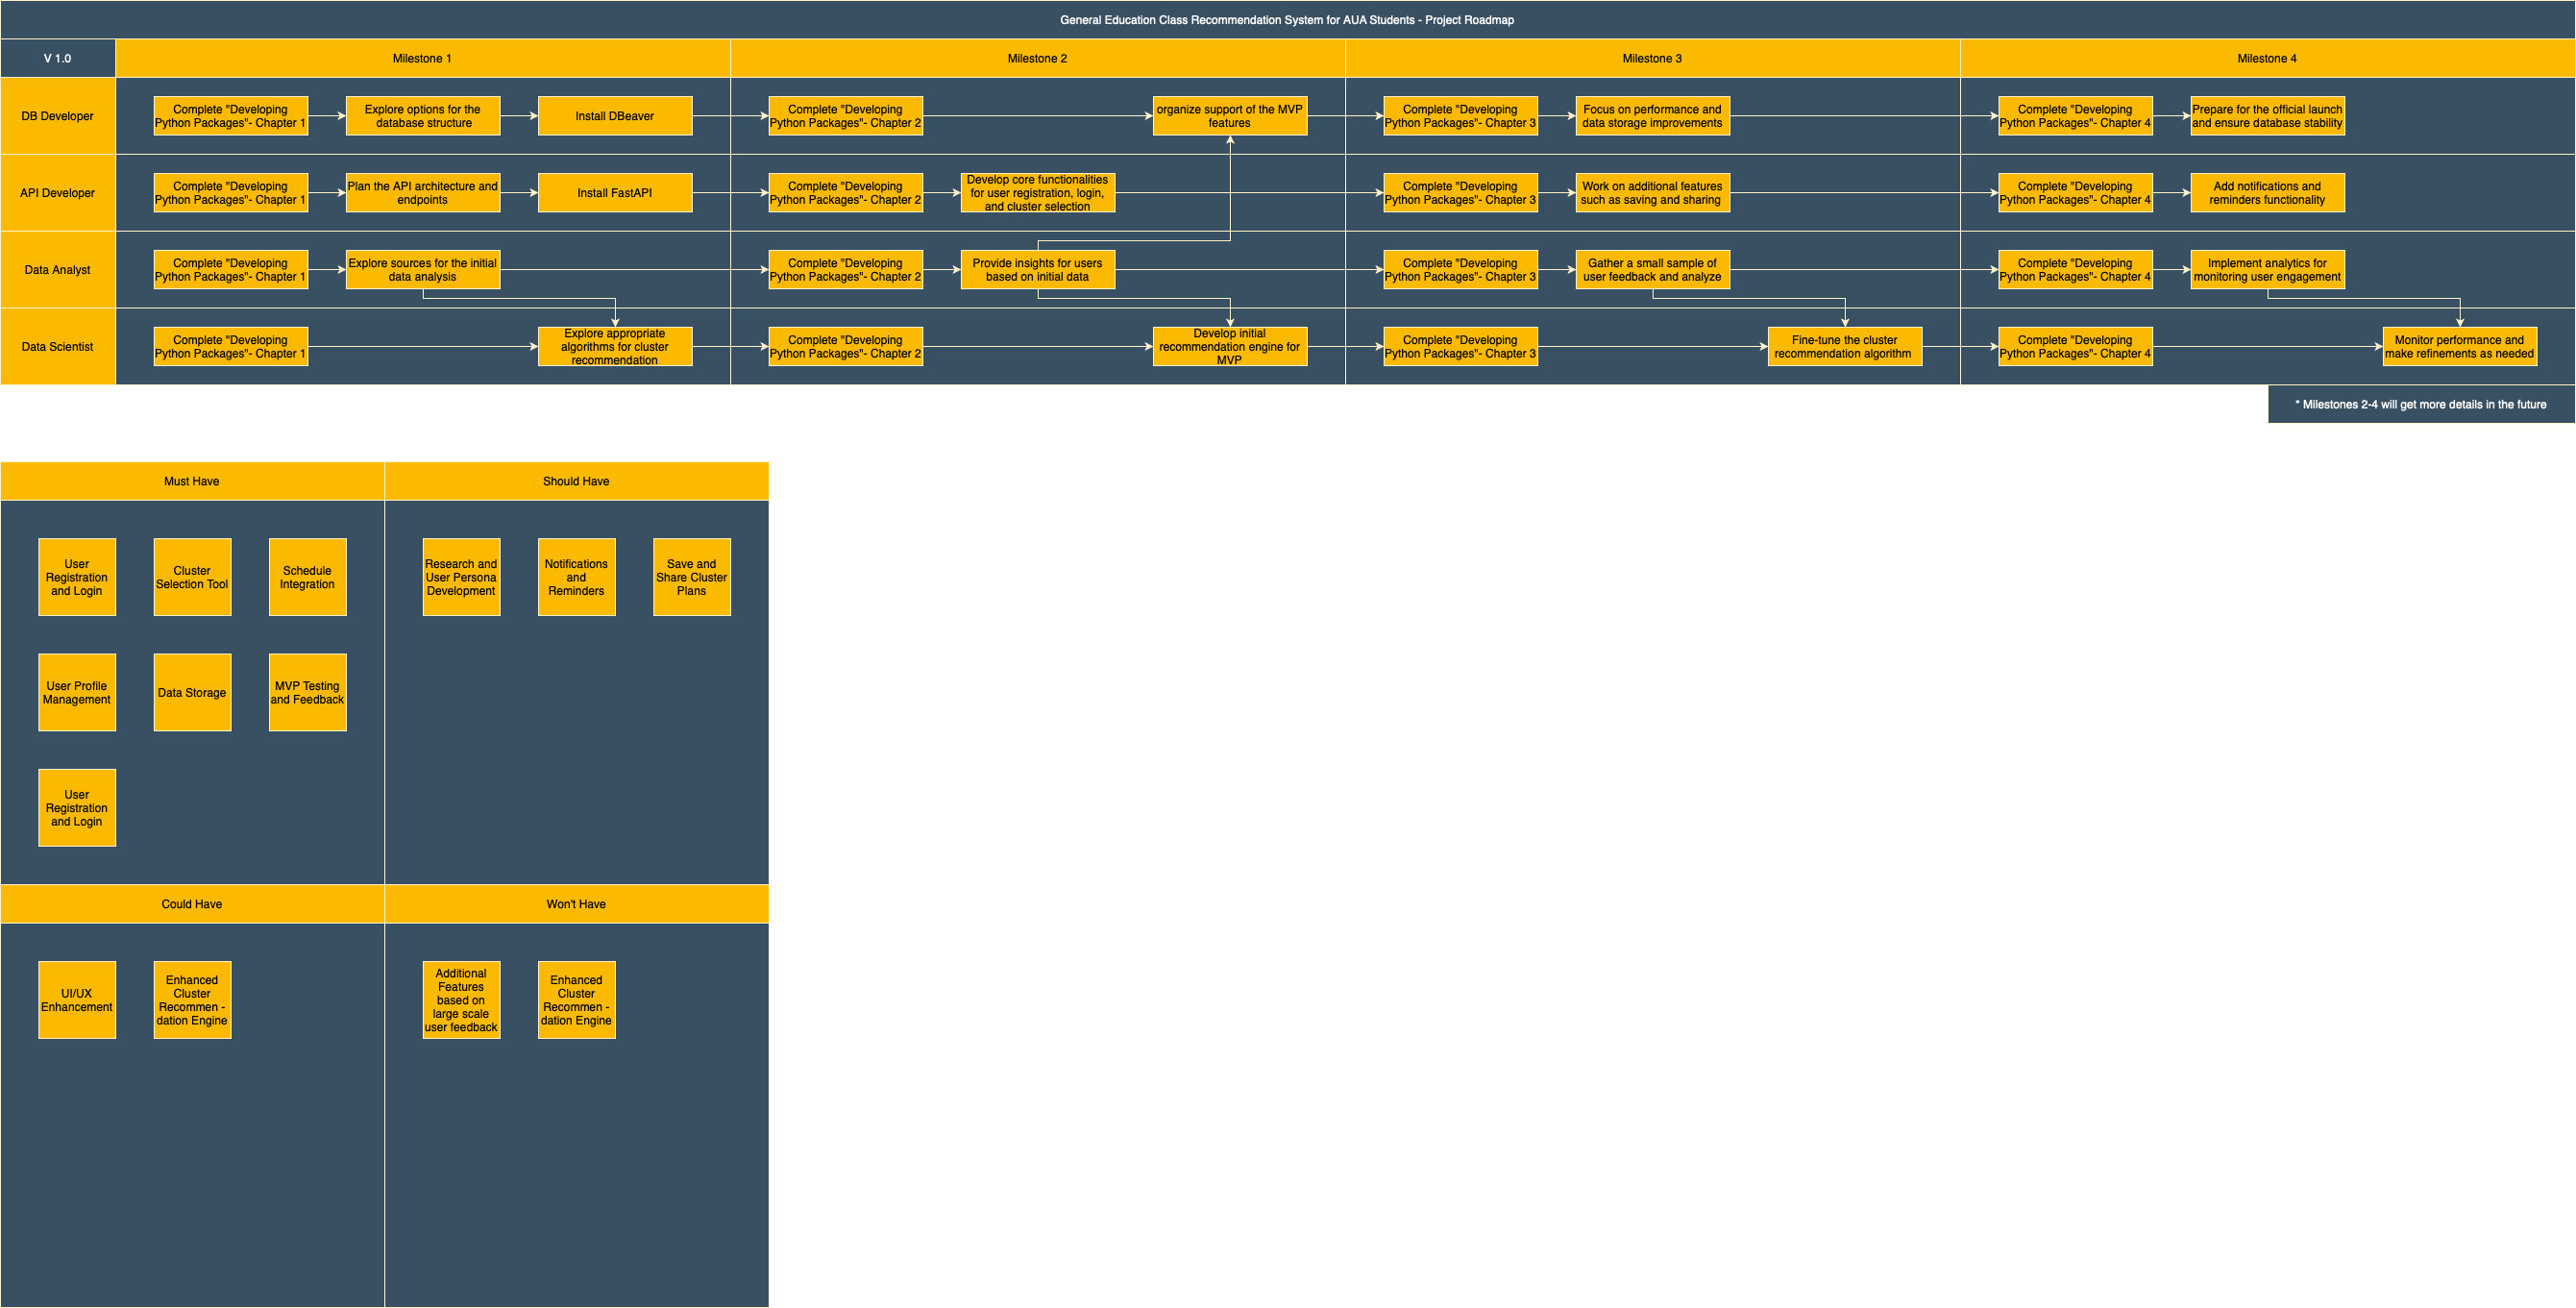 General Education Class Recommendation System for AUA Students - Project Roadmap
V 1.0
Milestone 1
Milestone 2
Milestone 3
Milestone 4
DB Developer
Complete "Developing
Python Packages"- Chapter 1
Explore options for the
database structure
Install DBeaver
Complete "Developing
Python Packages"- Chapter 2
organize support of the MVP
features
Complete "Developing
Python Packages"- Chapter 3
Focus on performance and
data storage improvements
Complete "Developing
Python Packages"- Chapter 4
Prepare for the official launch
and ensure database stability
API Developer
Complete "Developing
Python Packages"- Chapter 1
Plan the API architecture and
endpoints
Install FastAPI
Complete "Developing
Python Packages"- Chapter 2
Develop core functionalities
for user registration, login,
and cluster selection
Complete "Developing
Python Packages"- Chapter 3
Work on additional features
such as saving and sharing
Complete "Developing
Python Packages"- Chapter 4
Add notifications and
reminders functionality
Data Analyst
Complete "Developing
Python Packages"- Chapter 1
Explore sources for the initial
data analysis
Complete "Developing
Python Packages"- Chapter 2
Provide insights for users
based on initial data
Complete "Developing
Python Packages"- Chapter 3
Gather a small sample of
user feedback and analyze
Complete "Developing
Python Packages"- Chapter 4
Implement analytics for
monitoring user engagement
Data Scientist
Complete "Developing
Python Packages"- Chapter 1
Explore appropriate
algorithms for cluster
recommendation
Complete "Developing
Python Packages"- Chapter 2
Develop initial
recommendation engine for
MVP
Complete "Developing
Python Packages"- Chapter 3
Fine-tune the cluster
recommendation algorithm
Complete "Developing
Python Packages"- Chapter 4
Monitor performance and
make refinements as needed
* Milestones 2-4 will get more details in the future
Must Have
Should Have
User
Registration
and Login
Cluster
Selection Tool
Schedule
Integration
Research and
User Persona
Development
Notifications
and
Reminders
Save and
Share Cluster
Plans
User Profile
Management
Data Storage
MVP Testing
and Feedback
User
Registration
and Login
Could Have
Won't Have
UI/UX
Enhancement
Enhanced
Cluster
Recommen -
dation Engine
Additional
Features
based on
large scale
user feedback
Enhanced
Cluster
Recommen -
dation Engine